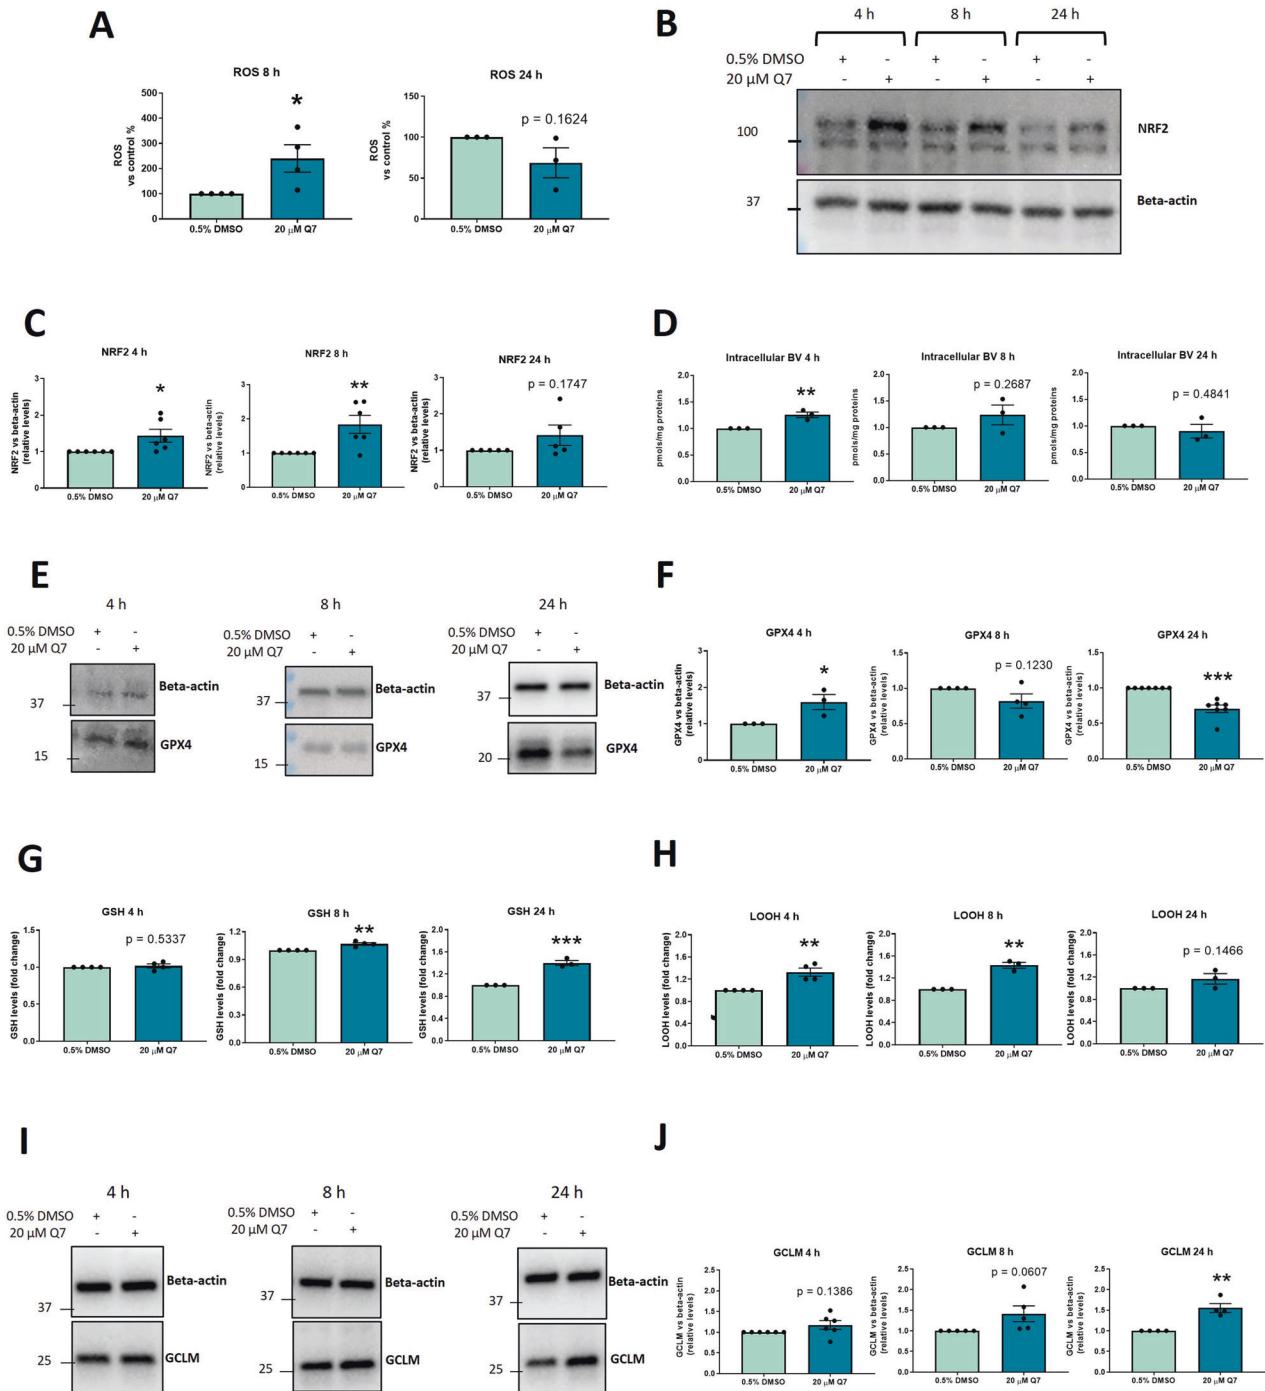 A
ROS 8 h
ROS
vs control %
500
400
300
200
100
0
*
0.5% DMSO
20 µM Q7
ROS 24 h
ROS
vs control %
150
100
50
0
p = 0.1624
0.5% DMSO
20 µM Q7
B
4 h
8 h
24 h
0.5% DMSO + - + - + -
20 µM Q7 - + - + - +
100
NRF2
37
Beta-actin
C
NRF2 4 h
NRF2 vs beta-actin
(relative levels)
3
2
1
0
*
0.5% DMSO
20 µM Q7
NRF2 8 h
NRF2 vs beta-actin
(relative levels)
3
2
1
0
**
0.5% DMSO
20 µM Q7
NRF2 24 h
NRF2 vs beta-actin
(relative levels)
3
2
1
0
p = 0.1747
0.5% DMSO
20 µM Q7
D
Intracellular BV 4 h
pmols/mg proteins
2.0
1.5
1.0
0.5
0.0
**
0.5% DMSO
20 µM Q7
Intracellular BV 8 h
pmols/mg proteins
2.0
1.5
1.0
0.5
0.0
p = 0.2687
0.5% DMSO
20 µM Q7
Intracellular BV 24 h
pmols/mg proteins
2.0
1.5
1.0
0.5
0.0
p = 0.4841
0.5% DMSO
20 µM Q7
E
4 h
0.5% DMSO + -
20 µM Q7 - +
37
Beta-actin
15
GPX4
8 h
0.5% DMSO + -
20 µM Q7 - +
37
Beta-actin
15
GPX4
24 h
0.5% DMSO + -
20 µM Q7 - +
37
Beta-actin
20
GPX4
F
GPX4 4 h
GPX4 vs beta-actin
(relative levels)
3
2
1
0
*
0.5% DMSO
20 µM Q7
GPX4 8 h
GPX4 vs beta-actin
(relative levels)
1.5
1.0
0.5
0.0
p = 0.1230
0.5% DMSO
20 µM Q7
GPX4 24 h
GPX4 vs beta-actin
(relative levels)
1.5
1.0
0.5
0.0
***
0.5% DMSO
20 µM Q7
G
GSH 4 h
GSH levels (fold change)
1.5
1.0
0.5
0.0
p = 0.5337
0.5% DMSO
20 µM Q7
GSH 8 h
GSH levels (fold change)
1.2
0.9
0.6
0.3
0.0
**
0.5% DMSO
20 µM Q7
GSH 24 h
GSH levels (fold change)
2.0
1.5
1.0
0.5
0.0
***
0.5% DMSO
20 µM Q7
H
LOOH 4 h
LOOH levels (fold change)
2.0
1.6
1.2
0.8
0.4
0.0
**
0.5% DMSO
20 µM Q7
LOOH 8 h
LOOH levels (fold change)
2.0
1.6
1.2
0.8
0.4
0.0
**
0.5% DMSO
20 µM Q7
LOOH 24 h
LOOH levels (fold change)
2.0
1.6
1.2
0.8
0.4
0.0
p = 0.1466
0.5% DMSO
20 µM Q7
I
4 h
0.5% DMSO + -
20 µM Q7 - +
Beta-actin
37
25
GCLM
8 h
0.5% DMSO + -
20 µM Q7 - +
Beta-actin
37
25
GCLM
24 h
0.5% DMSO + -
20 µM Q7 - +
Beta-actin
37
25
GCLM
J
GCLM 4 h
GCLM vs beta-actin
(relative levels)
2.5
2.0
1.5
1.0
0.5
0.0
p = 0.1386
0.5% DMSO
20 µM Q7
GCLM 8 h
GCLM vs beta-actin
(relative levels)
2.5
2.0
1.5
1.0
0.5
0.0
p = 0.0607
0.5% DMSO
20 µM Q7
GCLM 24 h
GCLM vs beta-actin
(relative levels)
2.5
2.0
1.5
1.0
0.5
0.0
**
0.5% DMSO
20 µM Q7